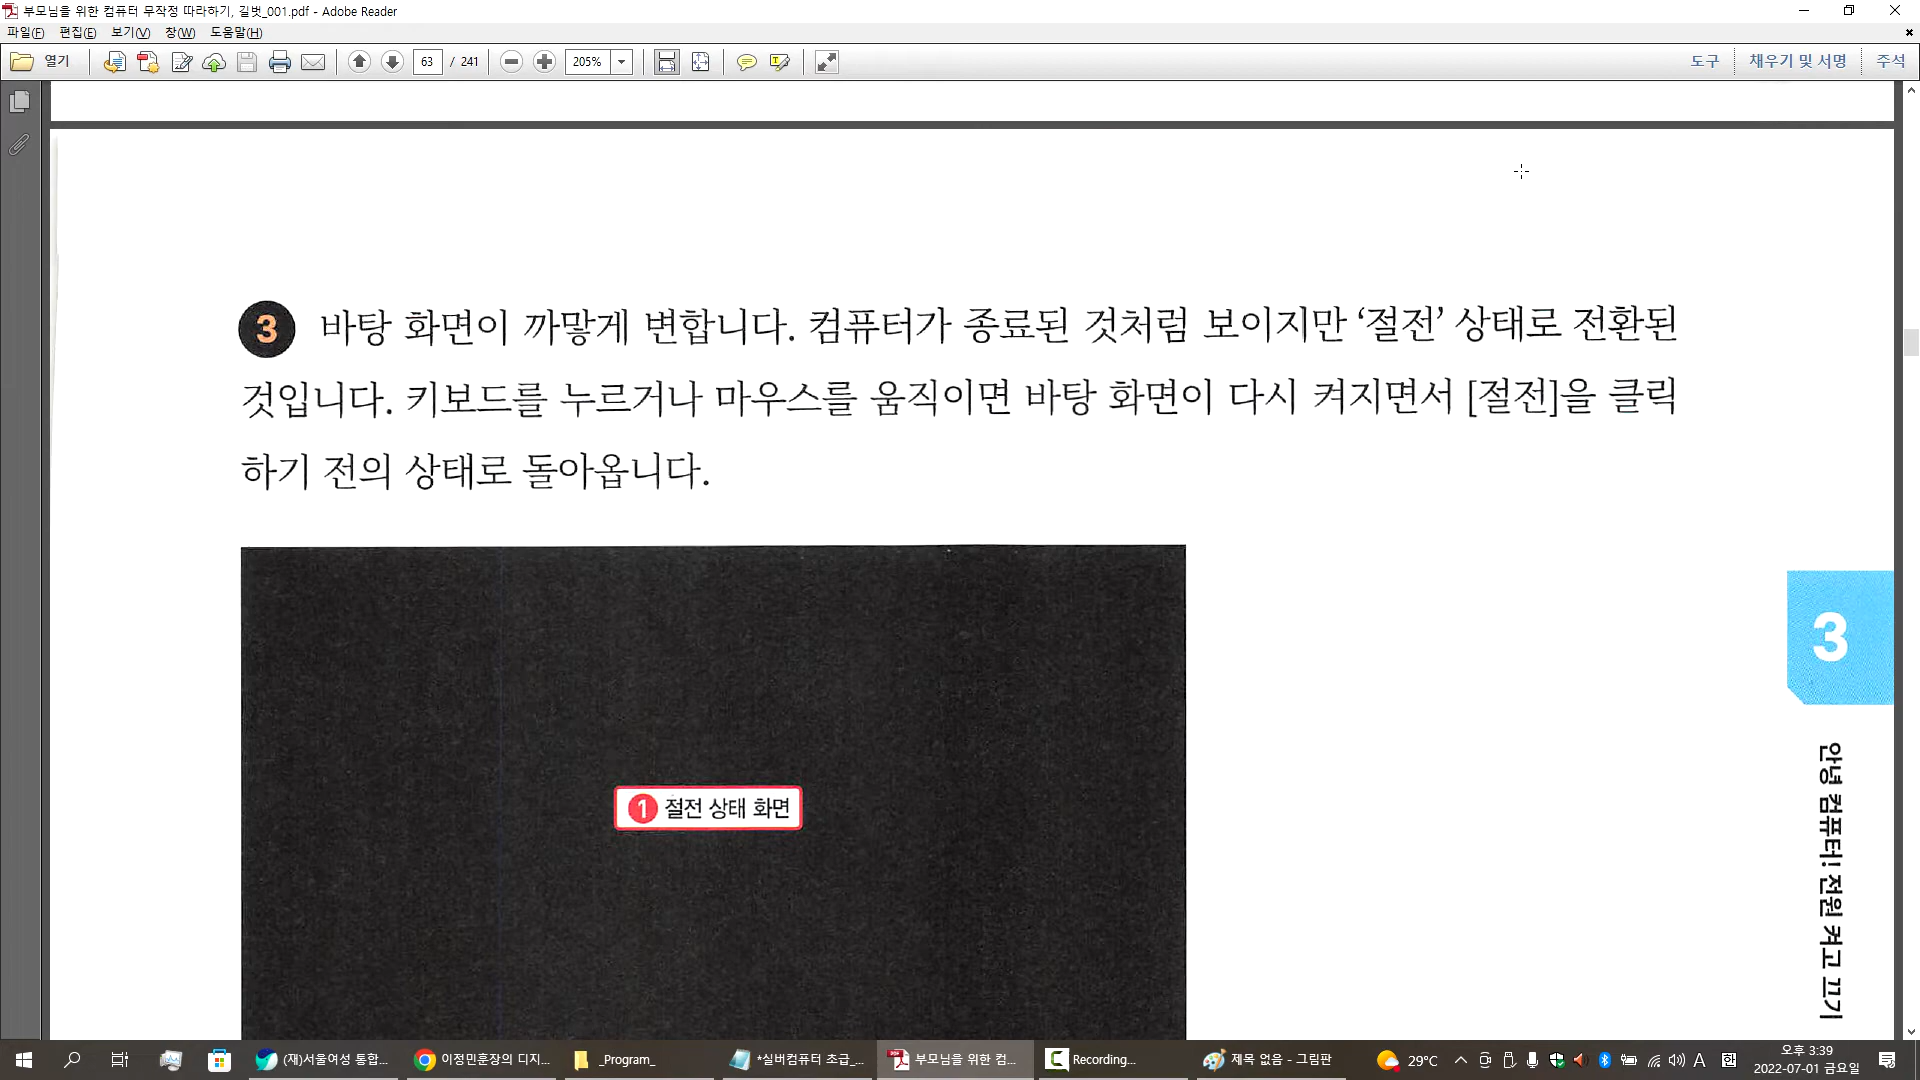 부모님을 위한 컴퓨터 무작정 따라하기, 길벗_001.pdf - Adobe Reader
파일(F) 편집(E) 보기(V) 창(W) 도움말(H)
열기 63 / 241 205% 도구 채우기 및 서명 주석
3 바탕 화면이 까맣게 변합니다. 컴퓨터가 종료된 것처럼 보이지만 ‘절전’ 상태로 전환된
것입니다. 키보드를 누르거나 마우스를 움직이면 바탕 화면이 다시 켜지면서 [절전]을 클릭
하기 전의 상태로 돌아옵니다.
1 절전 상태 화면
3
안녕 컴퓨터! 전원 켜고 끄기
(재)서울여성 통합... 이정민훈장의 디지... _Program_ *실버컴퓨터 초급_... 부모님을 위한 컴... Recording... 제목 없음 - 그림판 29°C A 한 오후 3:39
2022-07-01 금요일